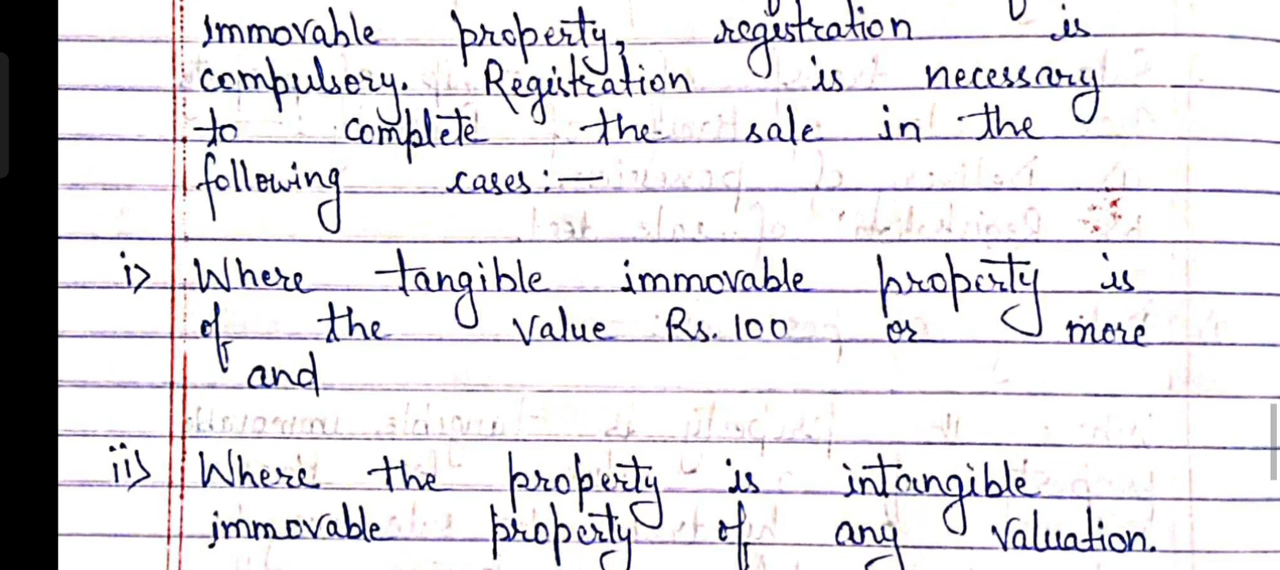 immovable property, registration is
compulsory. Registration is necessary
to complete the sale in the
following cases:—
i> Where tangible immovable property is
of the value Rs. 100 or more
and
ii> Where the property is intangible
immovable property of any valuation.